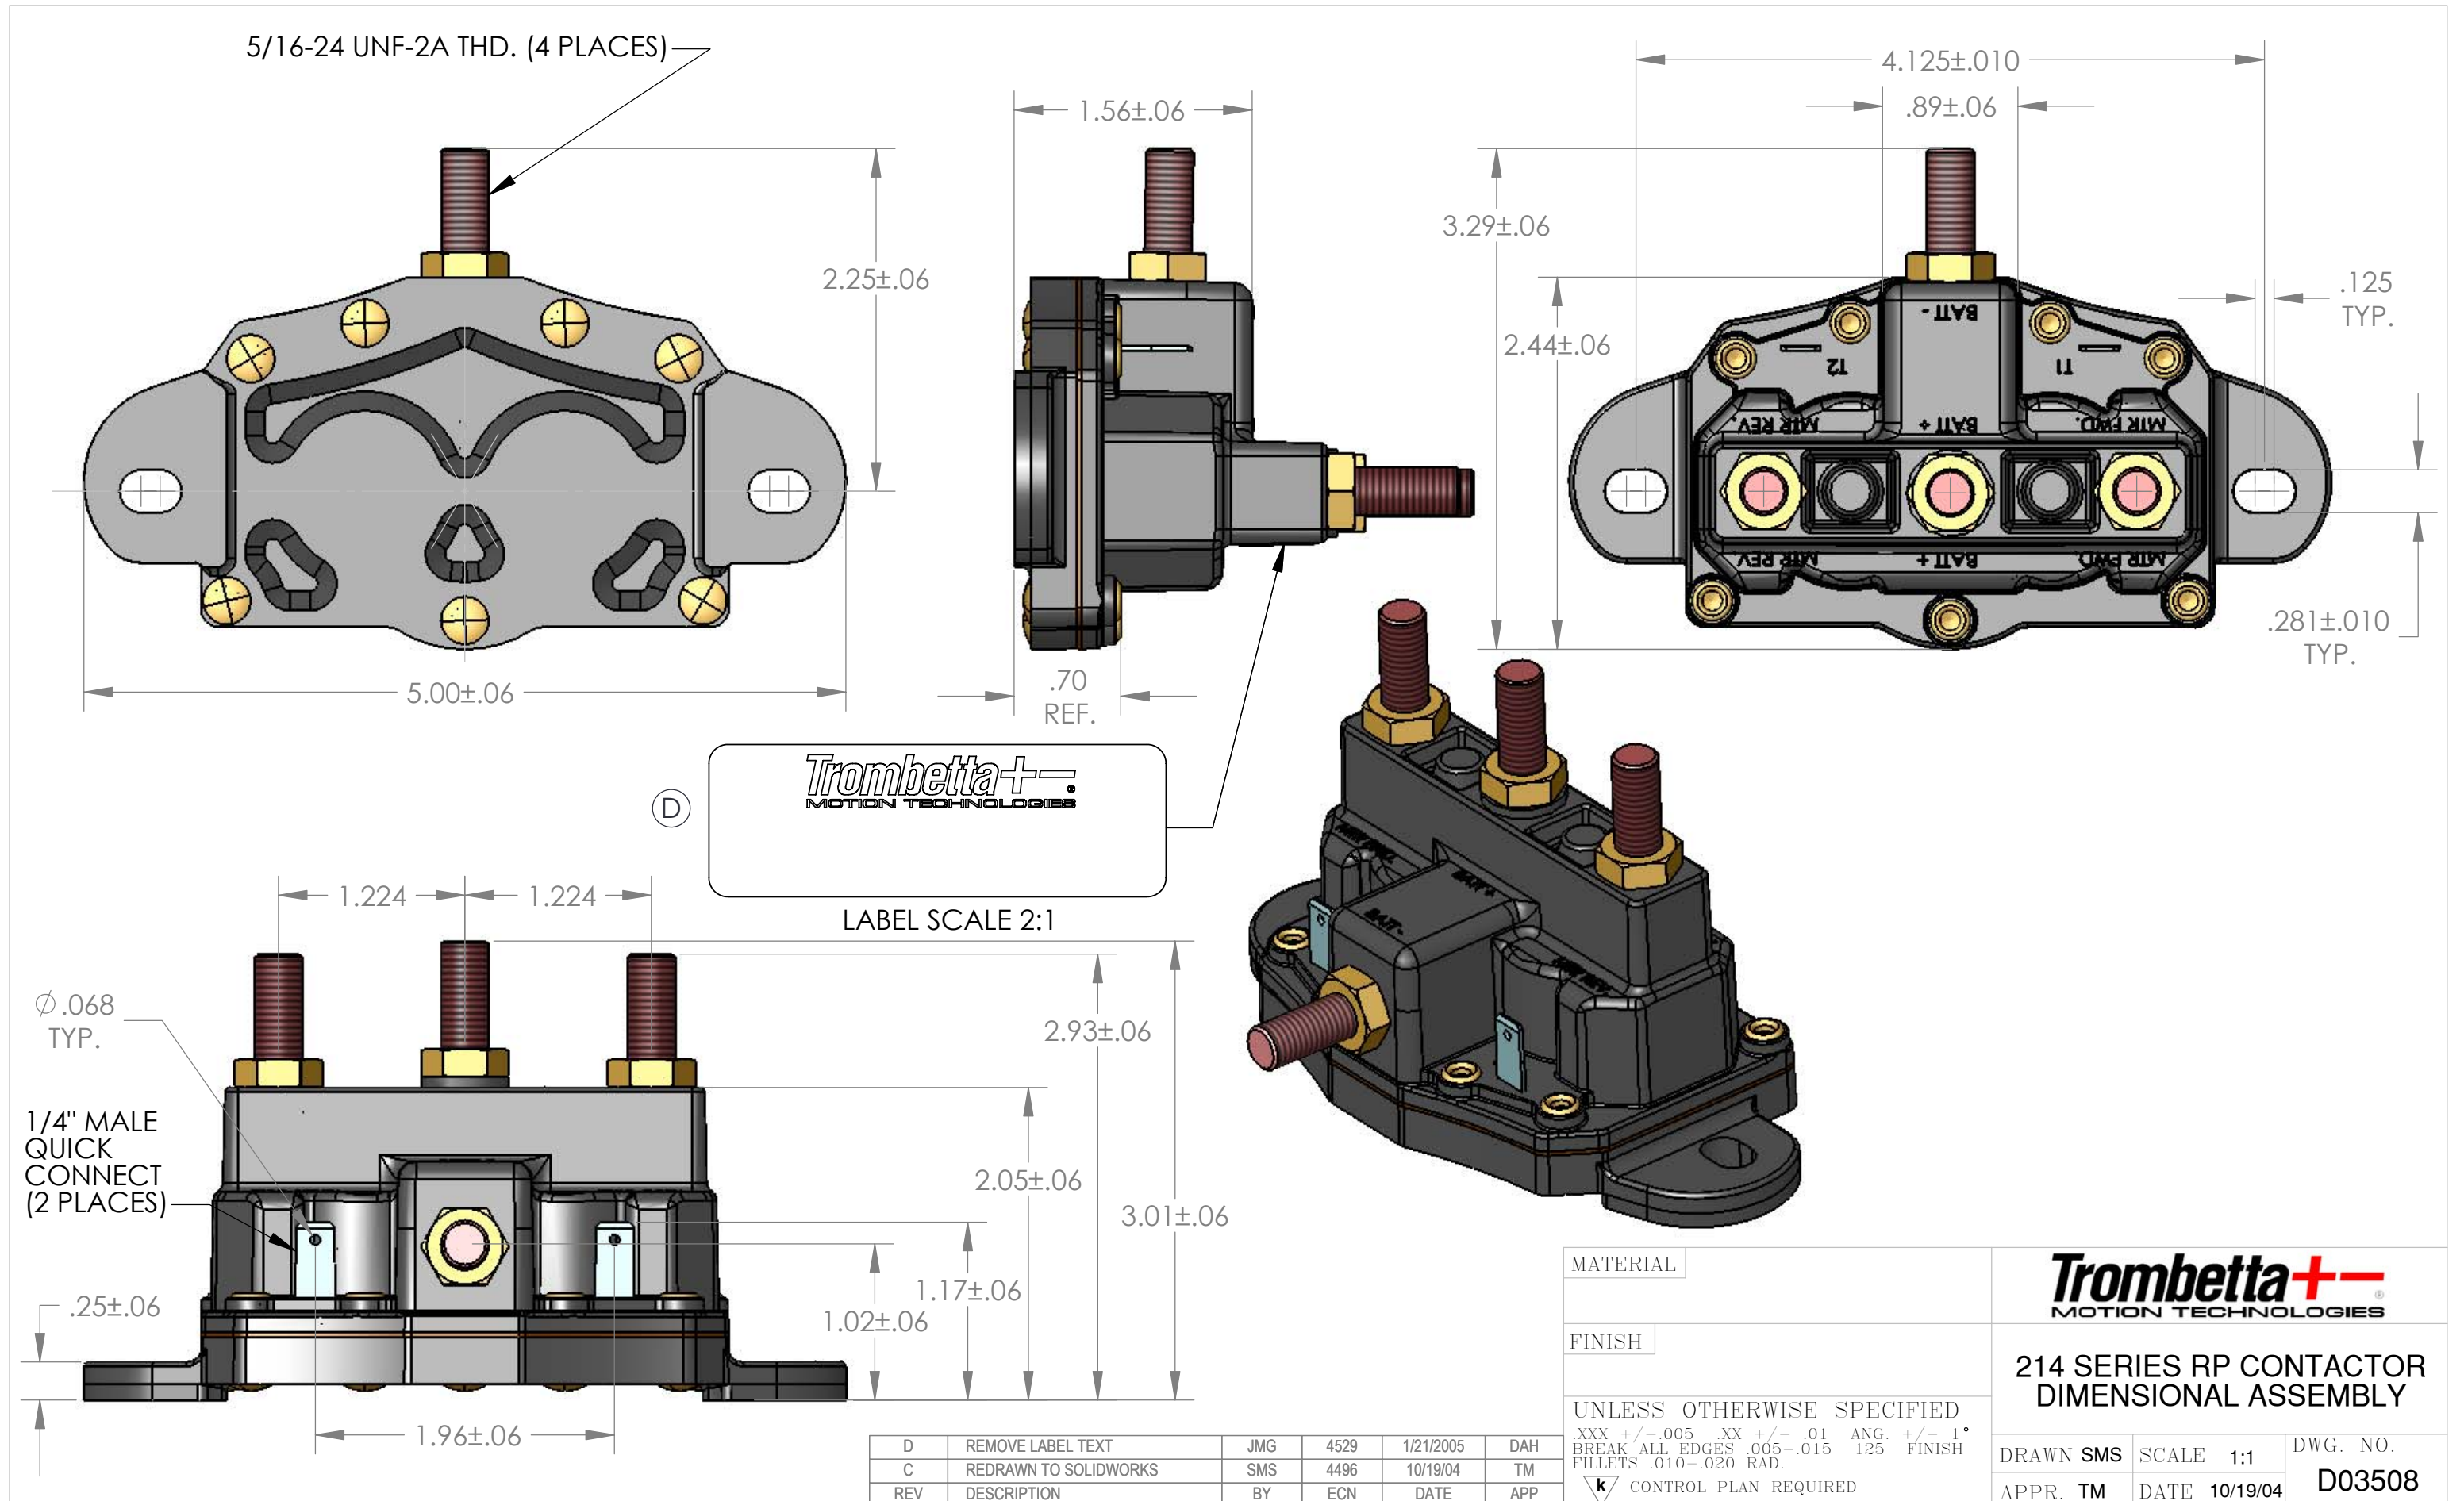 5/16-24 UNF-2A THD. (4 PLACES)
2.25±.06
5.00±.06
1.56±.06
.70
REF.
4.125±.010
.89±.06
3.29±.06
2.44±.06
.125
TYP.
.281±.010
TYP.
BATT -
T2
T1
MTR REV.
BATT +
MTR FWD.
MTR REV.
BATT +
MTR FWD.
D
Trombetta+–®
MOTION TECHNOLOGIES
LABEL SCALE 2:1
BATT +
BATT -
1.224
1.224
Ø.068
TYP.
1/4" MALE
QUICK
CONNECT
(2 PLACES)
.25±.06
1.96±.06
2.93±.06
2.05±.06
3.01±.06
1.17±.06
1.02±.06
D REMOVE LABEL TEXT JMG 4529 1/21/2005 DAH
C REDRAWN TO SOLIDWORKS SMS 4496 10/19/04 TM
REV DESCRIPTION BY ECN DATE APP
MATERIAL
FINISH
UNLESS OTHERWISE SPECIFIED
.XXX +/-.005 .XX +/- .01 ANG. +/- 1°
BREAK ALL EDGES .005-.015 125 FINISH
FILLETS .010-.020 RAD.
k CONTROL PLAN REQUIRED
Trombetta+–®
MOTION TECHNOLOGIES
214 SERIES RP CONTACTOR
DIMENSIONAL ASSEMBLY
DRAWN SMS SCALE 1:1 DWG. NO.
APPR. TM DATE 10/19/04 D03508